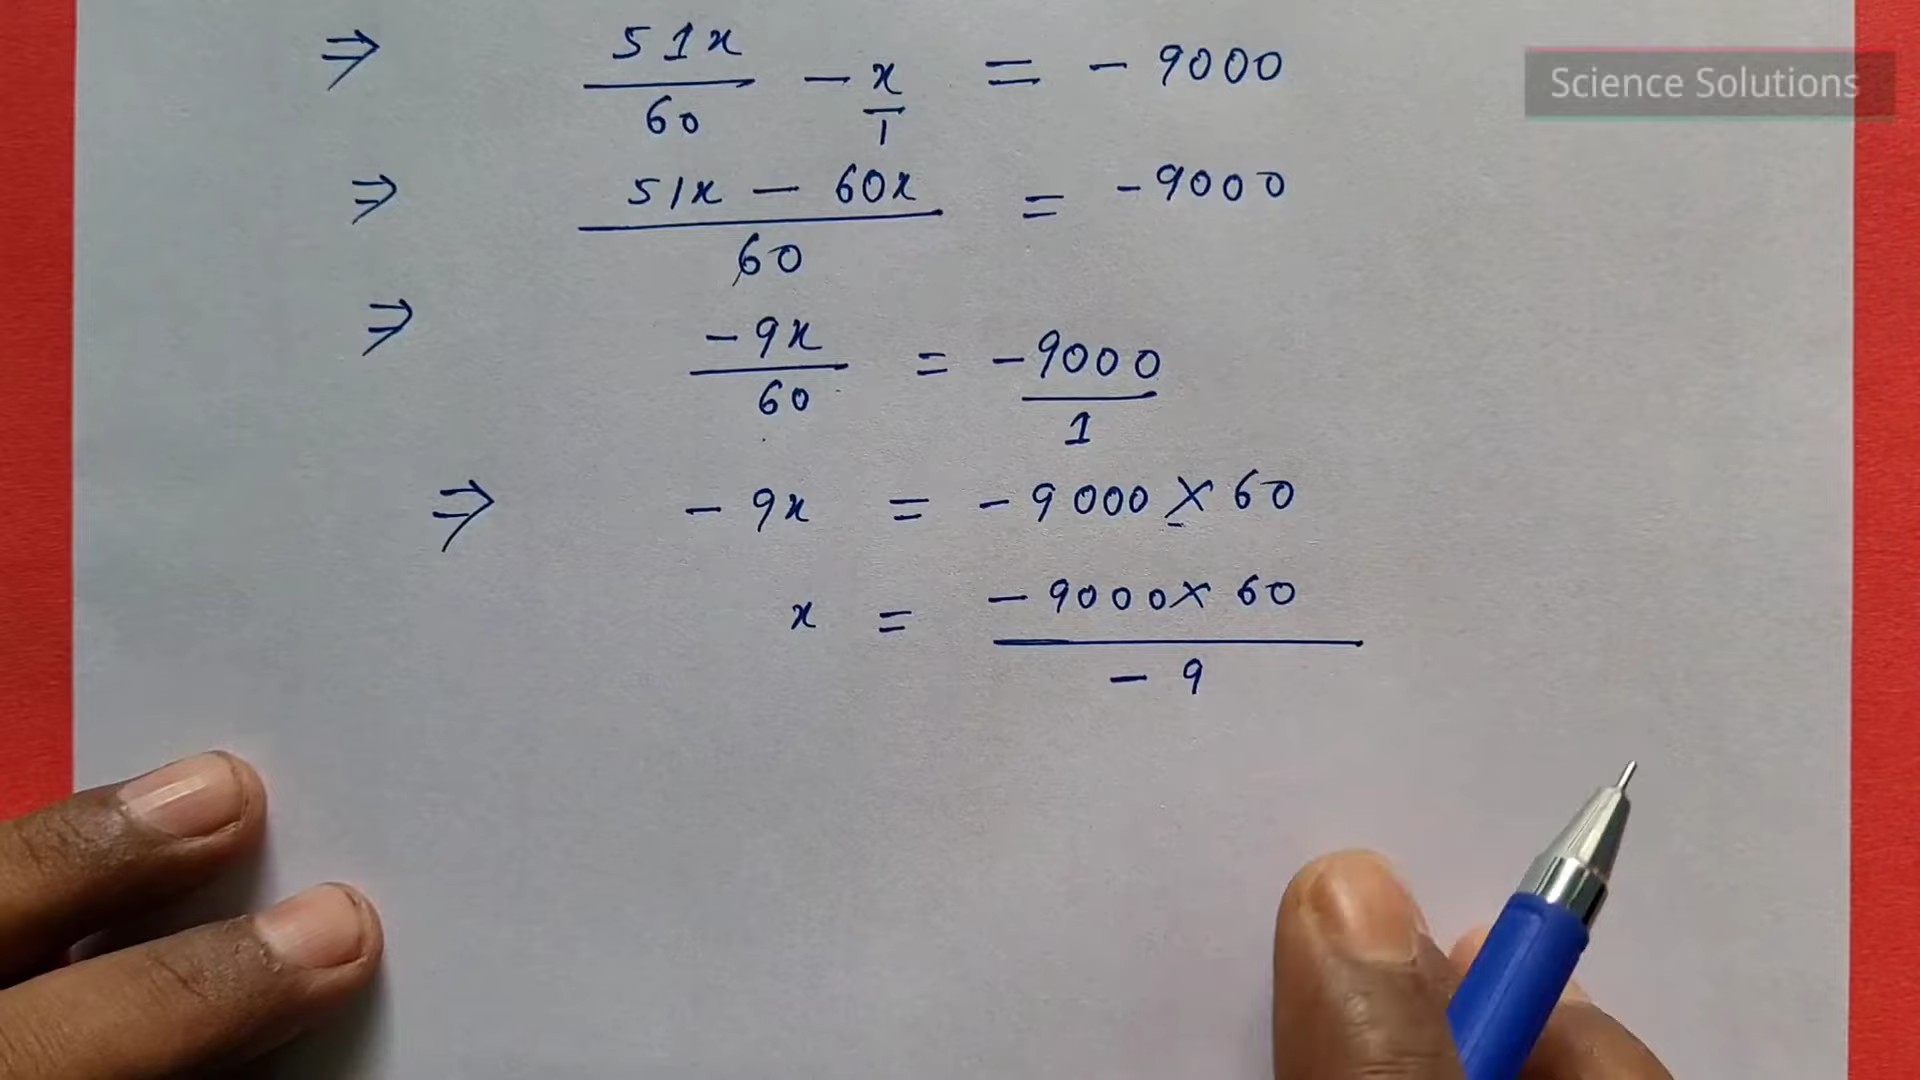 ⇒ 51x/60 - x/1 = - 9000
Science Solutions
⇒ (51x - 60x)/60 = -9000
⇒ -9x/60 = -9000/1
⇒ - 9x = - 9000 × 60
x = (- 9000 × 60)/(- 9)